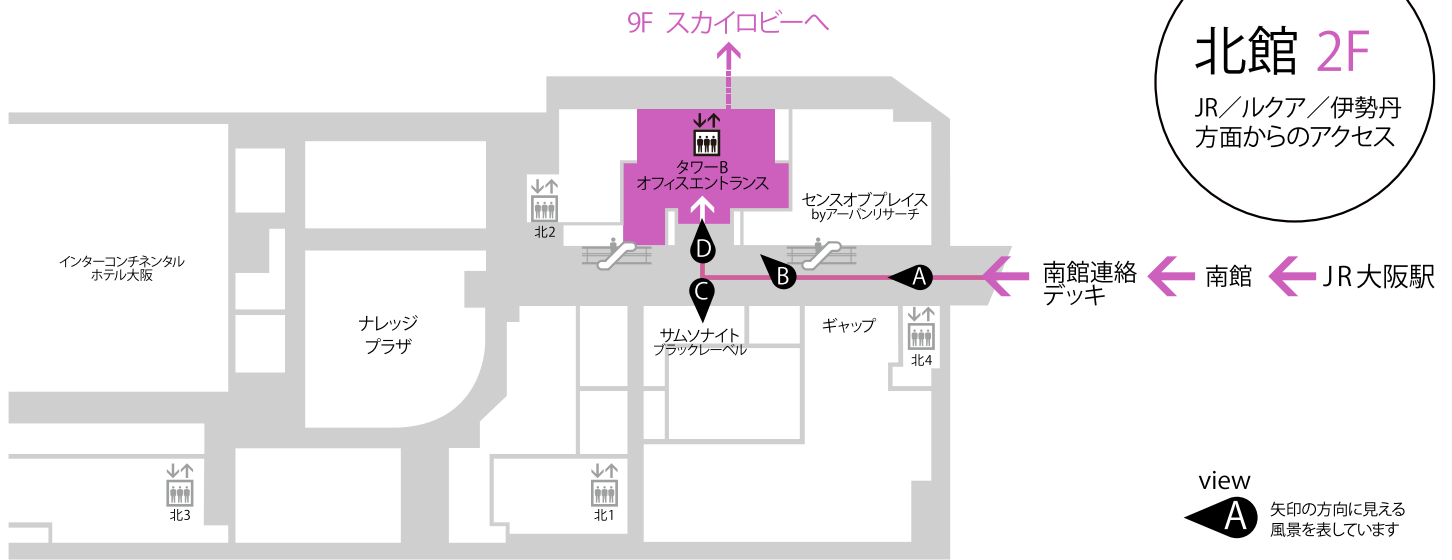 9F スカイロビーへ
北館 2F
JR／ルクア／伊勢丹
方面からのアクセス
タワーB
オフィスエントランス
センスオブプレイス
byアーバンリサーチ
北2
インターコンチネンタル
ホテル大阪
D
B
A
C
南館連絡
デッキ
南館
JR大阪駅
ナレッジ
プラザ
サムソナイト
ブラックレーベル
ギャップ
北4
北3
北1
view
A
矢印の方向に見える
風景を表しています